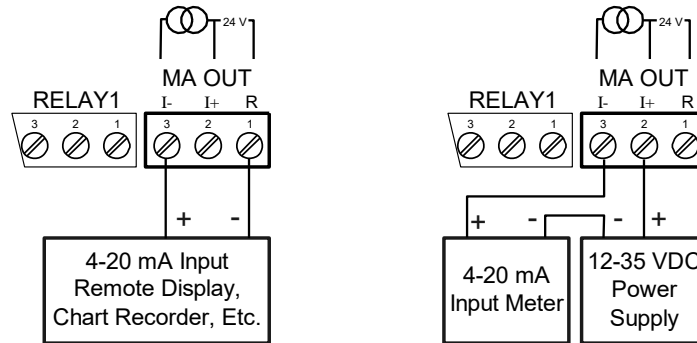 24 V
MA OUT
RELAY1 I- I+ R
3 2 1 3 2 1
+ -
4-20 mA Input
Remote Display,
Chart Recorder, Etc.
24 V
MA OUT
RELAY1 I- I+ R
3 2 1 3 2 1
+ - - +
4-20 mA
Input Meter
12-35 VDC
Power
Supply